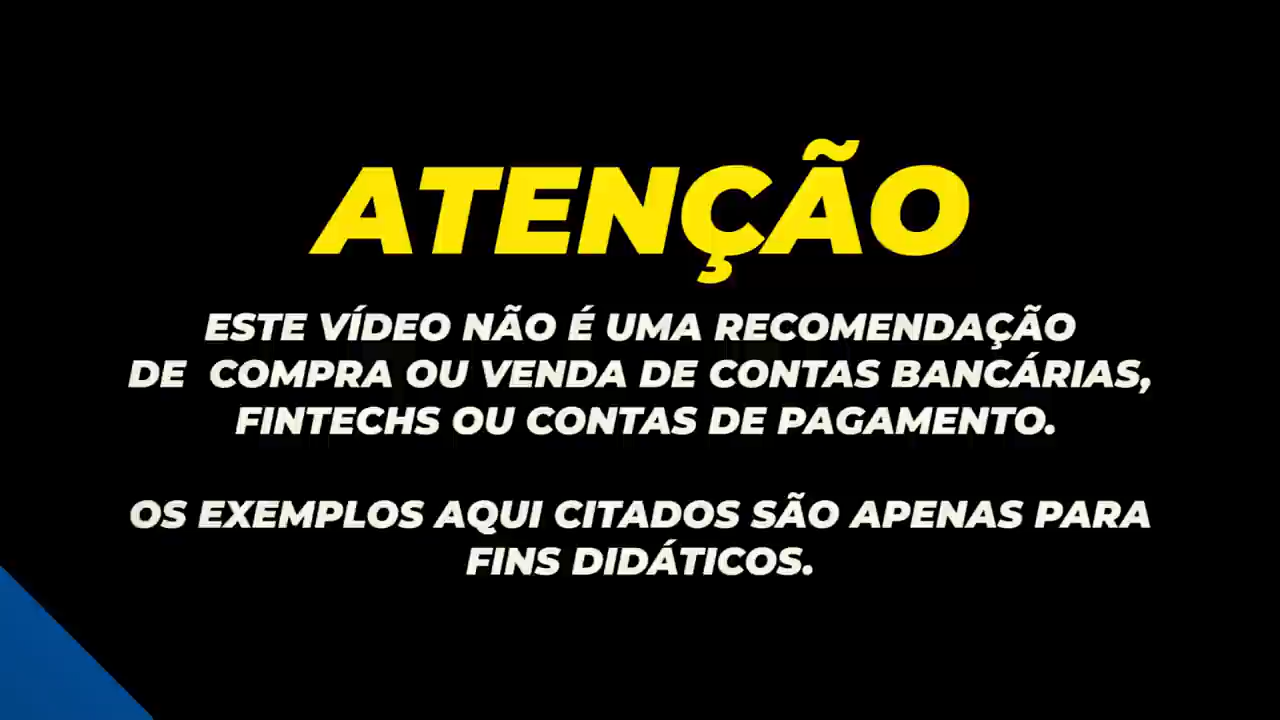 ATENÇÃO
ESTE VÍDEO NÃO É UMA RECOMENDAÇÃO
DE COMPRA OU VENDA DE CONTAS BANCÁRIAS,
FINTECHS OU CONTAS DE PAGAMENTO.
OS EXEMPLOS AQUI CITADOS SÃO APENAS PARA
FINS DIDÁTICOS.